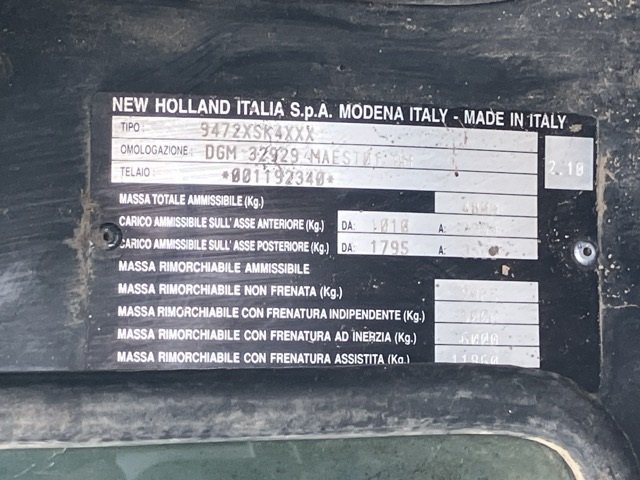 NEW HOLLAND ITALIA S.p.A. MODENA ITALY - MADE IN ITALY
TIPO: 9472XSK4XXX
OMOLOGAZIONE: DGM 32929
TELAIO: *001192340*
2.10
MASSA TOTALE AMMISSIBILE (Kg.)
CARICO AMMISSIBILE SULL'ASSE ANTERIORE (Kg.) DA: 1010 A:
CARICO AMMISSIBILE SULL'ASSE POSTERIORE (Kg.) DA: 1795 A:
MASSA RIMORCHIABILE AMMISSIBILE
MASSA RIMORCHIABILE NON FRENATA (Kg.)
MASSA RIMORCHIABILE CON FRENATURA INDIPENDENTE (Kg.)
MASSA RIMORCHIABILE CON FRENATURA AD INERZIA (Kg.) 6000
MASSA RIMORCHIABILE CON FRENATURA ASSISTITA (Kg.)